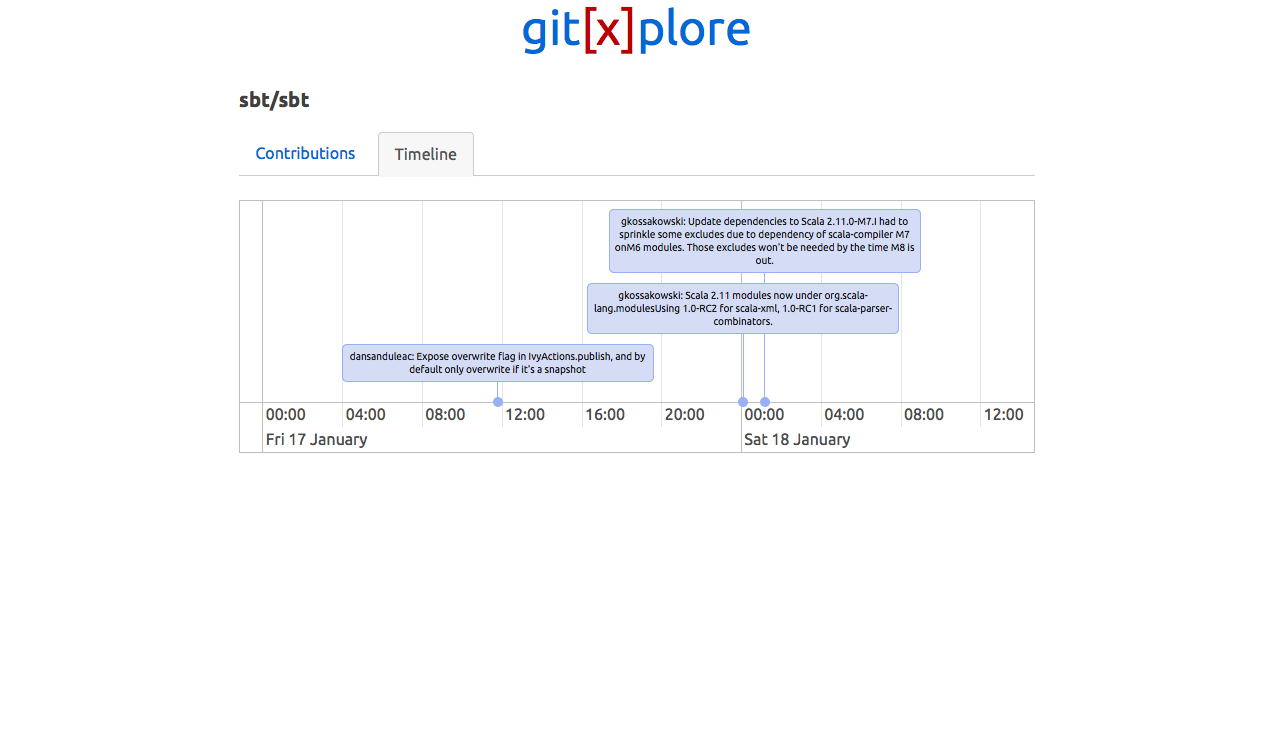 git[x]plore
sbt/sbt
Contributions
Timeline
gkossakowski: Update dependencies to Scala 2.11.0-M7.I had to
sprinkle some excludes due to dependency of scala-compiler M7
onM6 modules. Those excludes won't be needed by the time M8 is
out.
gkossakowski: Scala 2.11 modules now under org.scala-
lang.modulesUsing 1.0-RC2 for scala-xml, 1.0-RC1 for scala-parser-
combinators.
dansanduleac: Expose overwrite flag in IvyActions.publish, and by
default only overwrite if it's a snapshot
00:00 04:00 08:00 12:00 16:00 20:00 00:00 04:00 08:00 12:00
Fri 17 January Sat 18 January